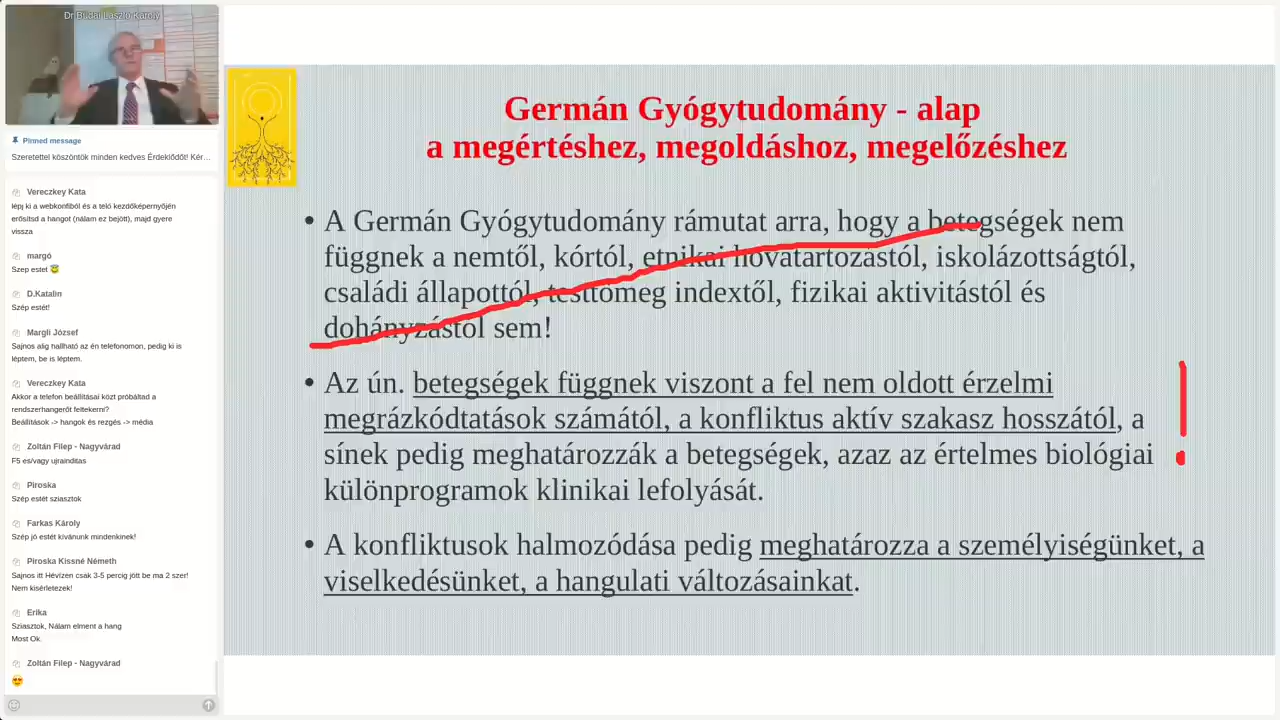 Dr Budai László Károly
Pinned message
Szeretettel köszöntök minden kedves Érdeklődőt! Kér…
Vereczkey Kata
lépj ki a webkonfiból és a teló kezdőképernyőjén
erősítsd a hangot (nálam ez bejött), majd gyere
vissza
margó
Szep estet 😇
D.Katalin
Szép estét!
Margli József
Sajnos alig hallható az én telefonomon, pedig ki is
léptem, be is léptem.
Vereczkey Kata
Akkor a telefon beállításai közt próbáltad a
rendszerhangerőt feltekerni?
Beállítások -> hangok és rezgés -> média
Zoltán Filep - Nagyvárad
F5 es/vagy ujrainditas
Piroska
Szép estét sziasztok
Farkas Károly
Szép jó estét kívánunk mindenkinek!
Piroska Kissné Németh
Sajnos itt Hévízen csak 3-5 percig jött be ma 2 szer!
Nem kisérletezek!
Erika
Sziasztok, Nálam elment a hang
Most Ok
Zoltán Filep - Nagyvárad
😍
Germán Gyógytudomány - alap
a megértéshez, megoldáshoz, megelőzéshez
• A Germán Gyógytudomány rámutat arra, hogy a betegségek nem
függnek a nemtől, kórtól, etnikai hovatartozástól, iskolázottságtól,
családi állapottól, testtömeg indextől, fizikai aktivitástól és
dohányzástól sem!
• Az ún. betegségek függnek viszont a fel nem oldott érzelmi
megrázkódtatások számától, a konfliktus aktív szakasz hosszától, a
sínek pedig meghatározzák a betegségek, azaz az értelmes biológiai
különprogramok klinikai lefolyását.
• A konfliktusok halmozódása pedig meghatározza a személyiségünket, a
viselkedésünket, a hangulati változásainkat.